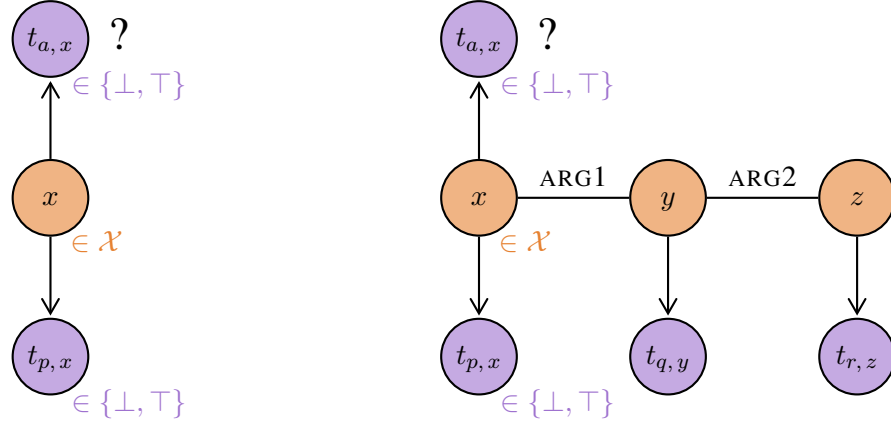 t_{a,x} ? t_{a,x} ?
∈ {⊥, ⊤} ∈ {⊥, ⊤}
x x ARG1 y ARG2 z
∈ 𝒳 ∈ 𝒳
t_{p,x} t_{p,x} t_{q,y} t_{r,z}
∈ {⊥, ⊤} ∈ {⊥, ⊤}